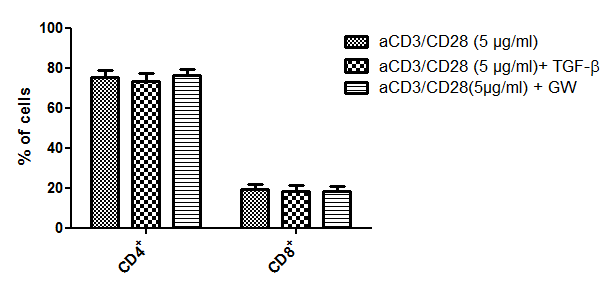 100
80
60
40
20
0
% of cells
CD4⁺
CD8⁺
aCD3/CD28 (5 µg/ml)
aCD3/CD28 (5 µg/ml)+ TGF-β
aCD3/CD28(5µg/ml) + GW